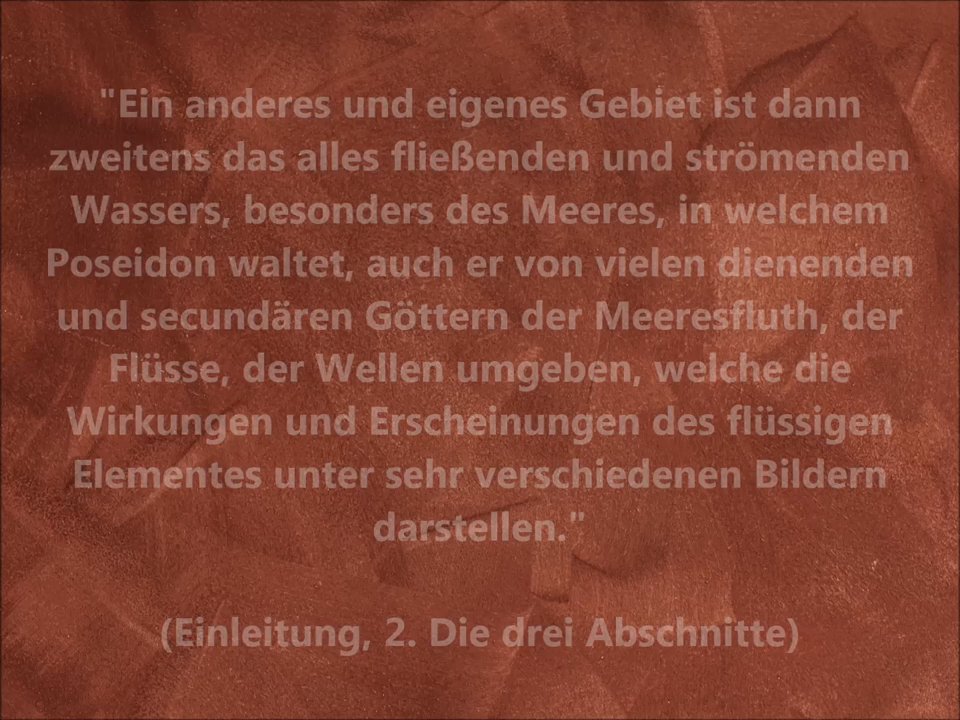 "Ein anderes und eigenes Gebiet ist dann
zweitens das alles fließenden und strömenden
Wassers, besonders des Meeres, in welchem
Poseidon waltet, auch er von vielen dienenden
und secundären Göttern der Meeresfluth, der
Flüsse, der Wellen umgeben, welche die
Wirkungen und Erscheinungen des flüssigen
Elementes unter sehr verschiedenen Bildern
darstellen."
(Einleitung, 2. Die drei Abschnitte)